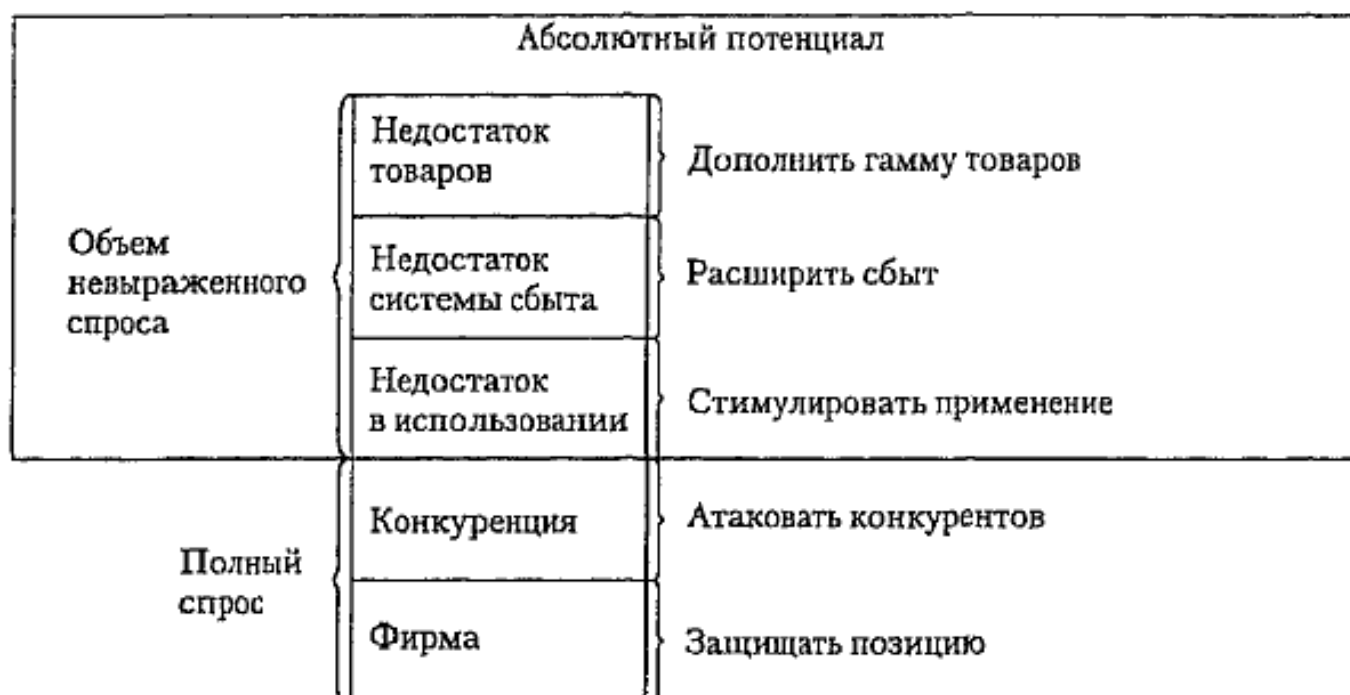 Абсолютный потенциал
Недостаток
товаров
Дополнить гамму товаров
Объем
невыраженного
спроса
Недостаток
системы сбыта
Расширить сбыт
Недостаток
в использовании
Стимулировать применение
Полный
спрос
Конкуренция
Атаковать конкурентов
Фирма
Защищать позицию